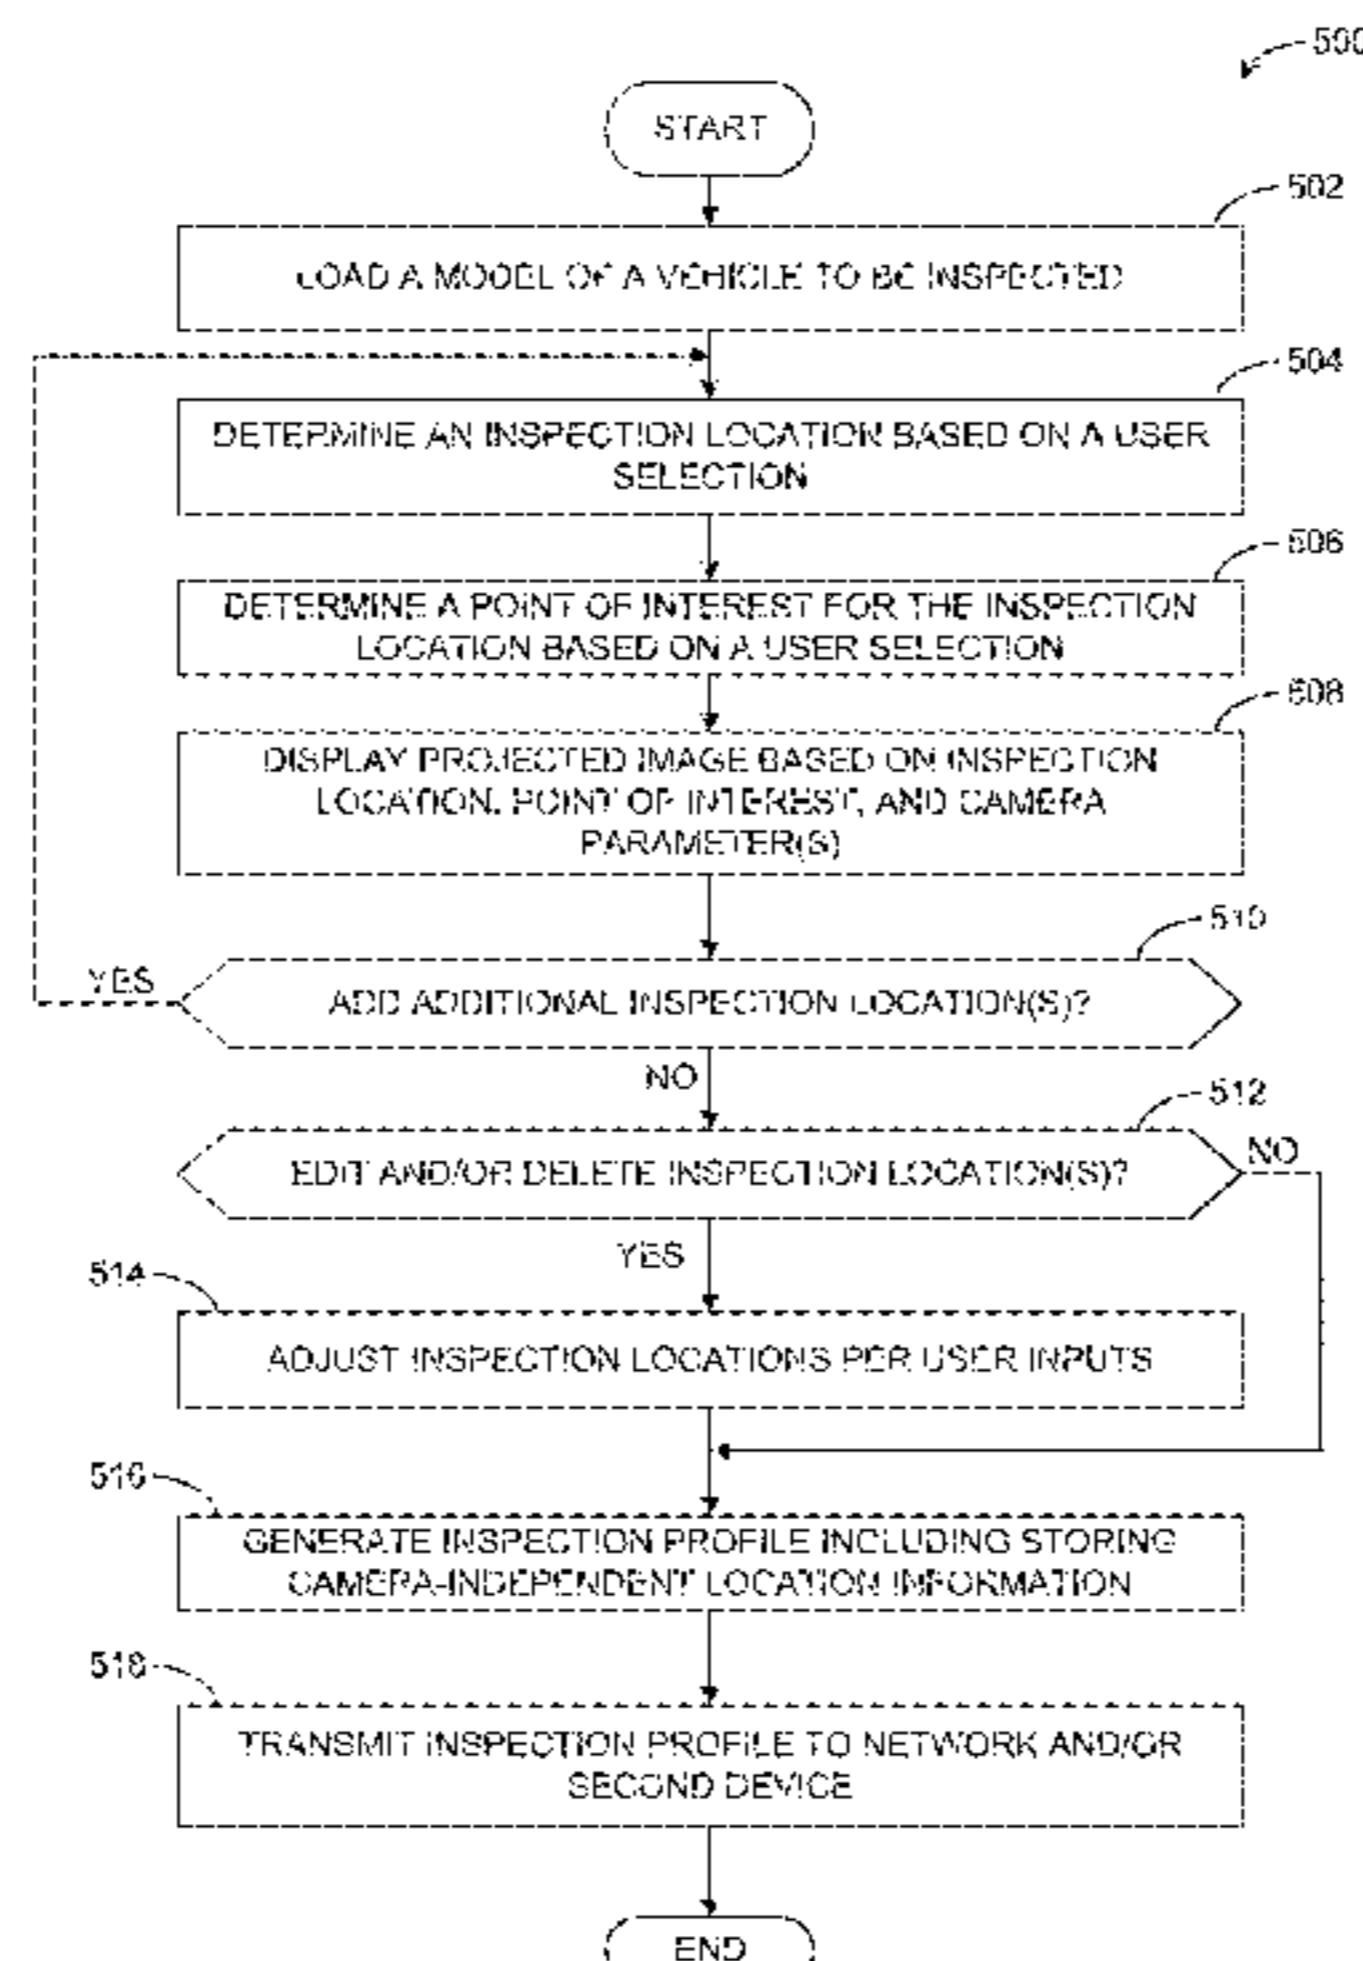 500
START
502
LOAD A MODEL OF A VEHICLE TO BE INSPECTED
504
DETERMINE AN INSPECTION LOCATION BASED ON A USER
SELECTION
506
DETERMINE A POINT OF INTEREST FOR THE INSPECTION
LOCATION BASED ON A USER SELECTION
508
DISPLAY PROJECTED IMAGE BASED ON INSPECTION
LOCATION, POINT OF INTEREST, AND CAMERA
PARAMETER(S)
510
YES
ADD ADDITIONAL INSPECTION LOCATION(S)?
NO
512
EDIT AND/OR DELETE INSPECTION LOCATION(S)?
NO
YES
514
ADJUST INSPECTION LOCATIONS PER USER INPUTS
516
GENERATE INSPECTION PROFILE INCLUDING STORING
CAMERA-INDEPENDENT LOCATION INFORMATION
518
TRANSMIT INSPECTION PROFILE TO NETWORK AND/OR
SECOND DEVICE
END